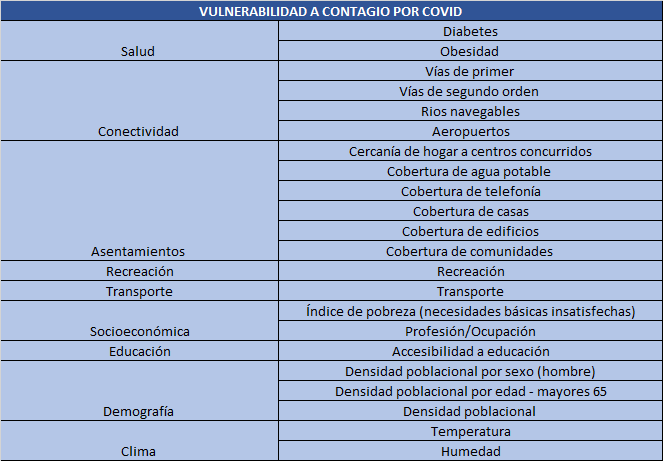 VULNERABILIDAD A CONTAGIO POR COVID
Salud
Diabetes
Obesidad
Conectividad
Vías de primer
Vías de segundo orden
Rios navegables
Aeropuertos
Asentamientos
Cercanía de hogar a centros concurridos
Cobertura de agua potable
Cobertura de telefonía
Cobertura de casas
Cobertura de edificios
Cobertura de comunidades
Recreación
Recreación
Transporte
Transporte
Socioeconómica
Índice de pobreza (necesidades básicas insatisfechas)
Profesión/Ocupación
Educación
Accesibilidad a educación
Demografía
Densidad poblacional por sexo (hombre)
Densidad poblacional por edad - mayores 65
Densidad poblacional
Clima
Temperatura
Humedad